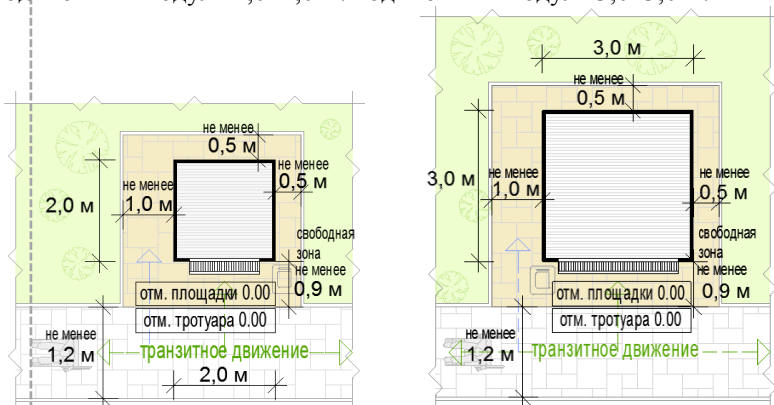 не менее
0,5 м
не менее
0,5 м
не менее
1,0 м
2,0 м
свободная
зона
не менее
0,9 м
отм. площадки 0.00
отм. тротуара 0.00
не менее
1,2 м
транзитное движение
2,0 м
3,0 м
не менее
0,5 м
3,0 м
не менее
1,0 м
не менее
0,5 м
свободная
зона
не менее
0,9 м
отм. площадки 0.00
отм. тротуара 0.00
не менее
1,2 м
транзитное движение